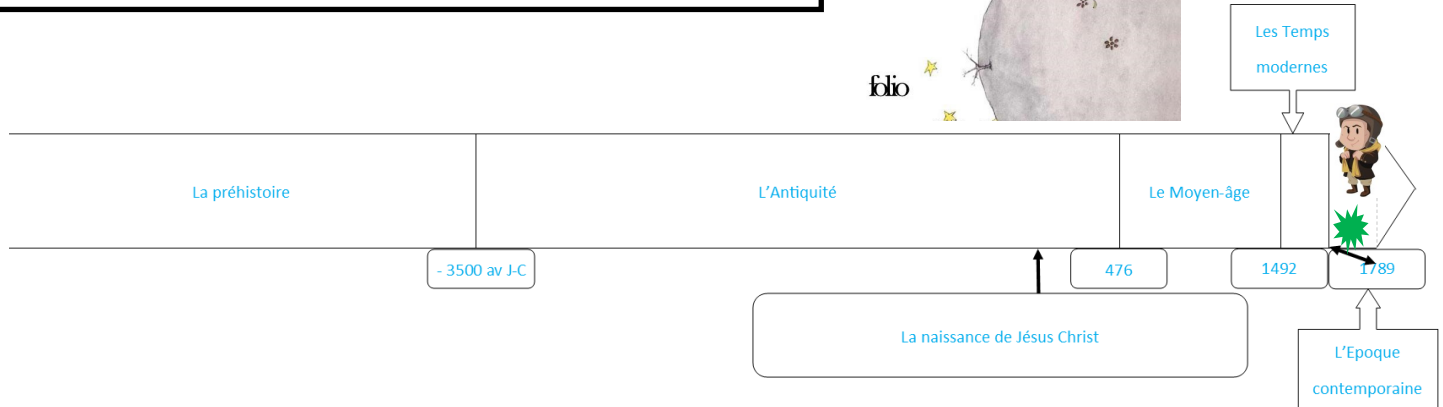 Les Temps
modernes
folio
La préhistoire
L’Antiquité
Le Moyen-âge
- 3500 av J-C
476
1492
1789
La naissance de Jésus Christ
L’Epoque
contemporaine